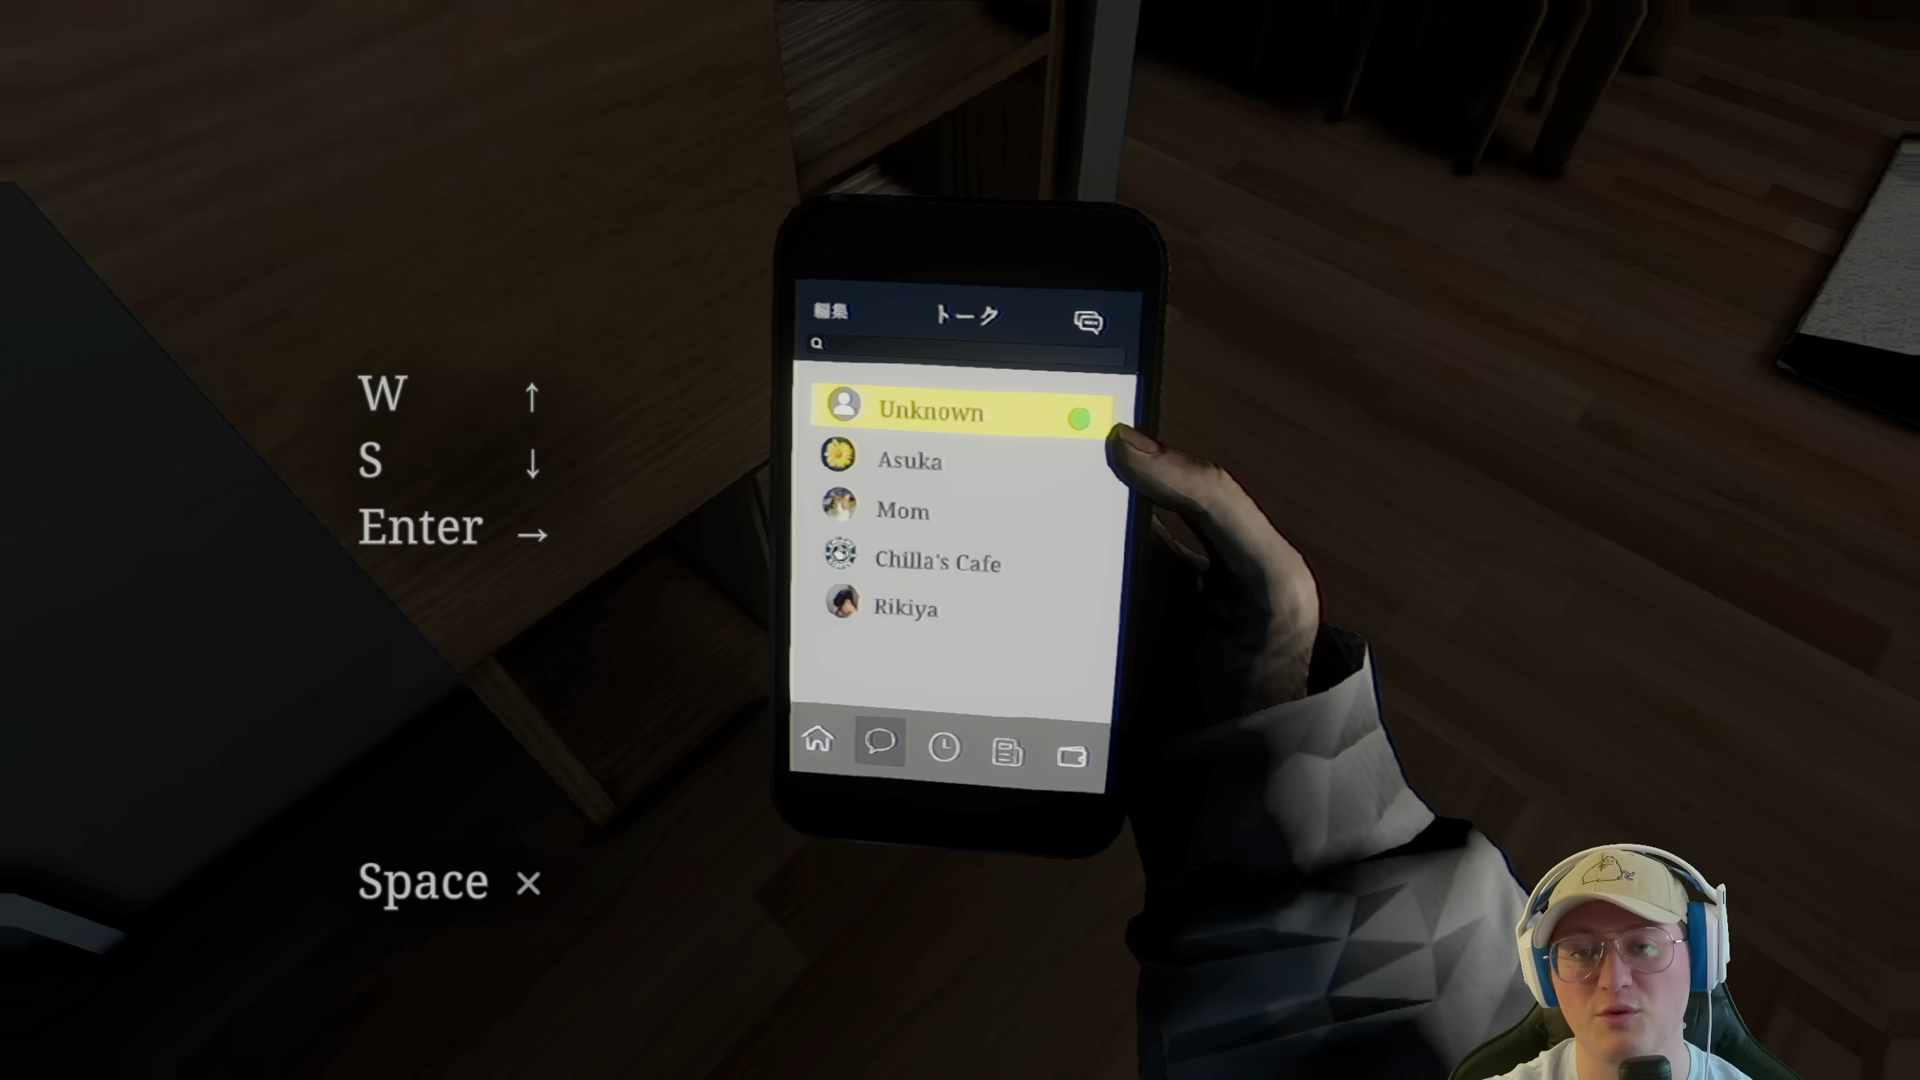 編集 トーク
Unknown
Asuka
Mom
Chilla's Cafe
Rikiya
W ↑
S ↓
Enter →
Space ×